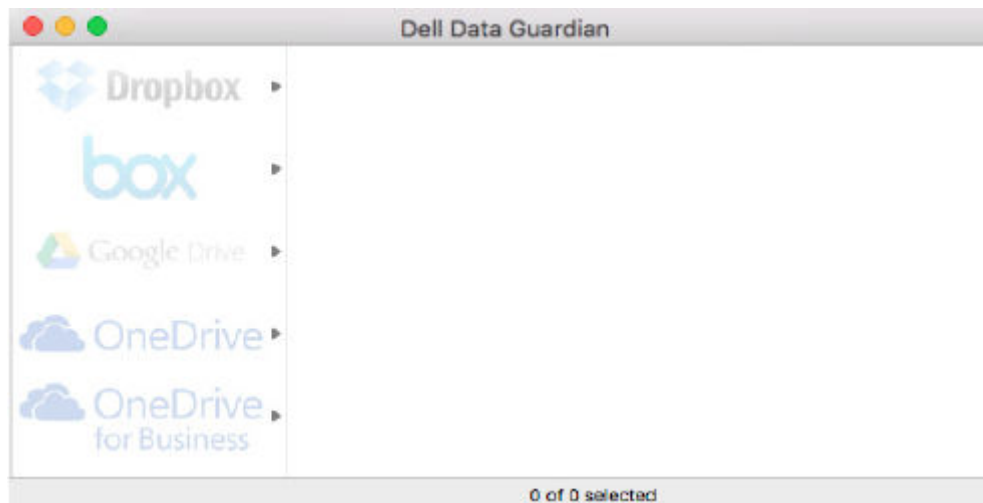 Dell Data Guardian
Dropbox
box
Google Drive
OneDrive
OneDrive
for Business
0 of 0 selected